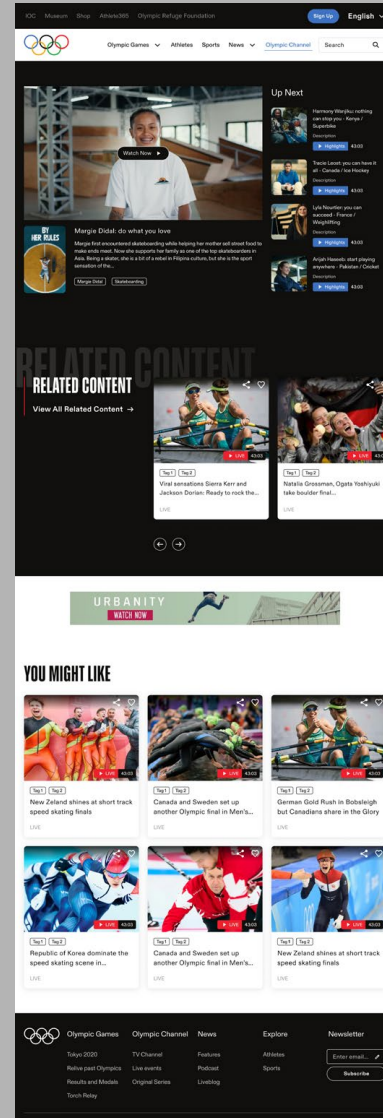 IOC Museum Shop Athlete365 Olympic Refuge Foundation
Sign Up English
Olympic Games Athletes Sports News Olympic Channel Search
Watch Now
Up Next
Harmony Wanjiku: nothing
can stop you - Kenya /
Superbike
Description
Highlights 43:03
Tracie Leost: you can have it
all - Canada / Ice Hockey
Description
Highlights 43:03
Lyla Nourtier: you can
succeed - France /
Weighlifting
Description
Highlights 43:03
Arijah Haseeb: start playing
anywhere - Pakistan / Cricket
Description
Highlights 43:03
BY
HER RULES
Margie Didal: do what you love
Margie first encountered skateboarding while helping her mother sell street food to
make ends meet. Now she supports her family as one of the top skateboarders in
Asia. Being a skater, she is a bit of a rebel in Filipina culture, but she is the sport
sensation of the...
Margie Didal Skateboarding
RELATED CONTENT
RELATED CONTENT
View All Related Content →
LIVE 43:03
Tag 1 Tag 2
Viral sensations Sierra Kerr and
Jackson Dorian: Ready to rock the...
LIVE
LIVE 43:03
Tag 1 Tag 2
Natalia Grossman, Ogata Yoshiyuki
take boulder final...
LIVE
URBANITY
WATCH NOW
YOU MIGHT LIKE
LIVE 43:03
Tag 1 Tag 2
New Zeland shines at short track
speed skating finals
LIVE
LIVE 43:03
Tag 1 Tag 2
Canada and Sweden set up
another Olympic final in Men's...
LIVE
LIVE 43:03
Tag 1 Tag 2
German Gold Rush in Bobsleigh
but Canadians share in the Glory
LIVE
LIVE 43:03
Tag 1 Tag 2
Republic of Korea dominate the
speed skating scene in...
LIVE
LIVE 43:03
Tag 1 Tag 2
Canada and Sweden set up
another Olympic final in Men's...
LIVE
LIVE 43:03
Tag 1 Tag 2
New Zeland shines at short track
speed skating finals
LIVE
Olympic Games
Tokyo 2020
Relive past Olympics
Results and Medals
Torch Relay
Olympic Channel
TV Channel
Live events
Original Series
News
Features
Podcast
Liveblog
Explore
Athletes
Sports
Newsletter
Enter email...
Subscribe